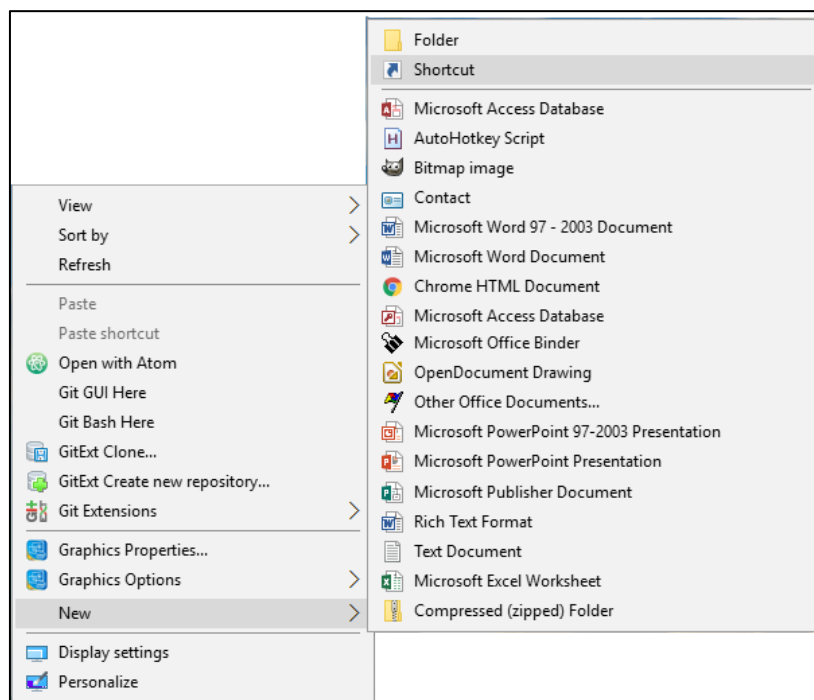 Folder
Shortcut
Microsoft Access Database
AutoHotkey Script
Bitmap image
Contact
Microsoft Word 97 - 2003 Document
Microsoft Word Document
Chrome HTML Document
Microsoft Access Database
Microsoft Office Binder
OpenDocument Drawing
Other Office Documents...
Microsoft PowerPoint 97-2003 Presentation
Microsoft PowerPoint Presentation
Microsoft Publisher Document
Rich Text Format
Text Document
Microsoft Excel Worksheet
Compressed (zipped) Folder
View
Sort by
Refresh
Paste
Paste shortcut
Open with Atom
Git GUI Here
Git Bash Here
GitExt Clone...
GitExt Create new repository...
Git Extensions
Graphics Properties...
Graphics Options
New
Display settings
Personalize